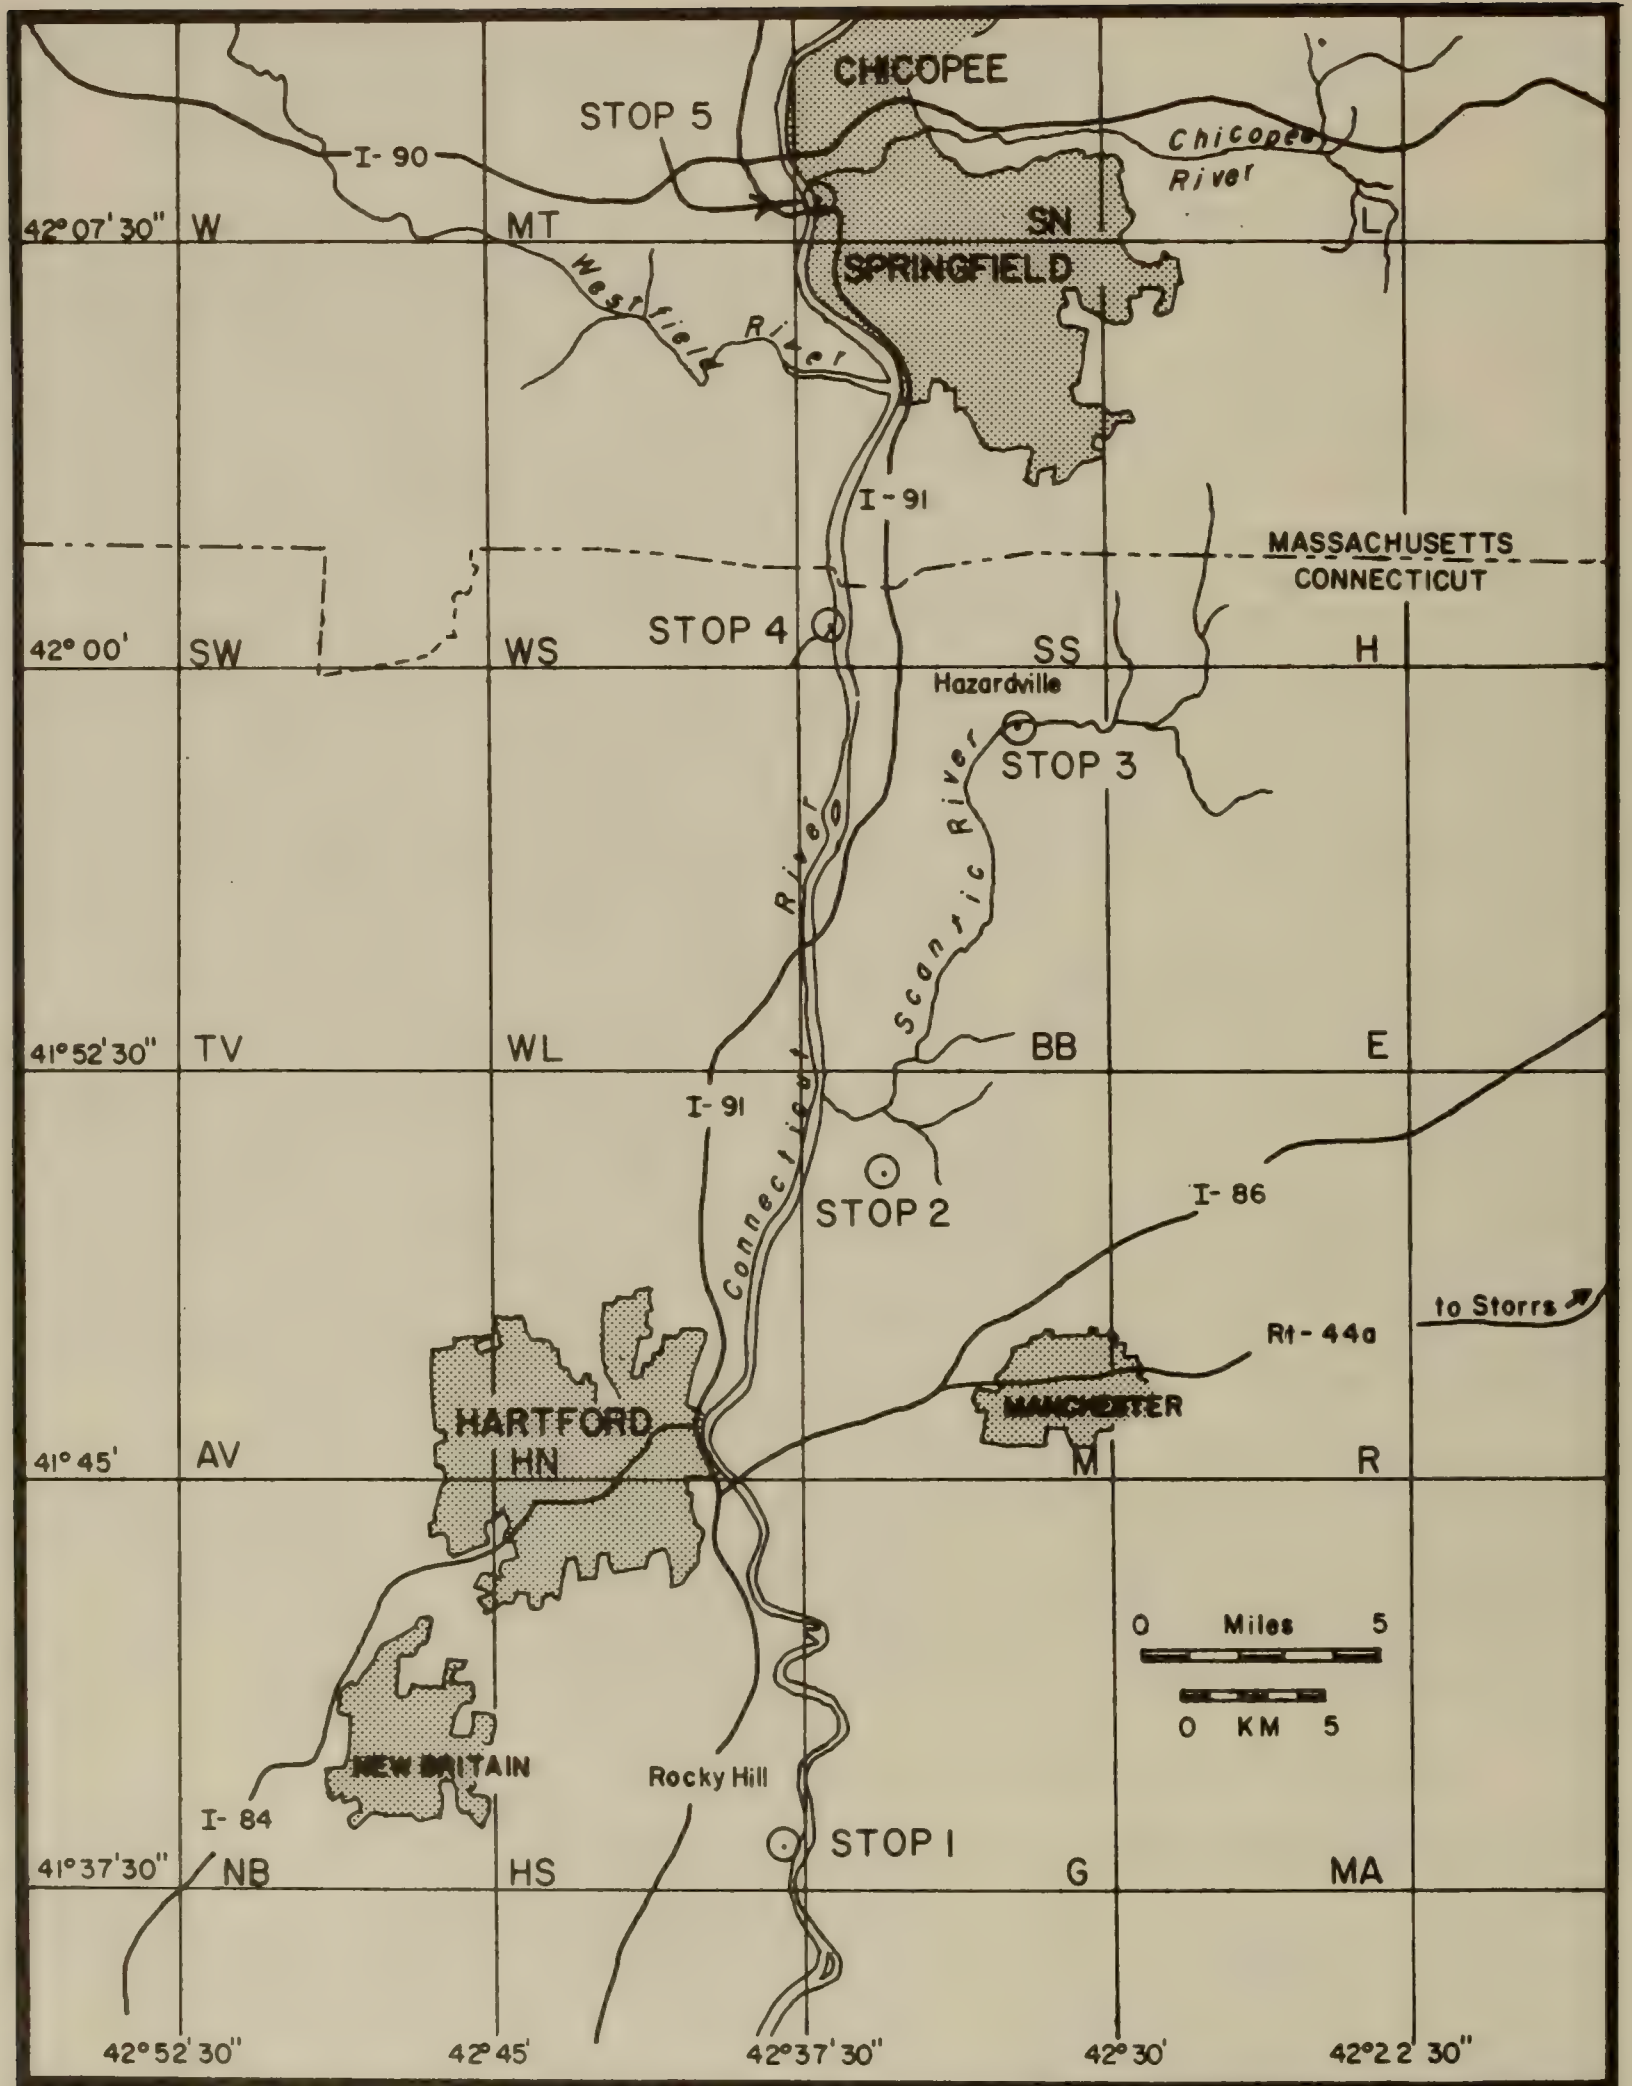 CHICOPEE
STOP 5
Chicopee
River
I-90
42°07'30" W MT SN L
SPRINGFIELD
Westfield River
I-91
MASSACHUSETTS
CONNECTICUT
STOP 4
42°00' SW WS SS H
Hazardville
STOP 3
Scantic River
Connecticut River
41°52'30" TV WL BB E
I-91
I-86
STOP 2
to Storrs
Rt-44a
MANCHESTER
HARTFORD
41°45' AV HN M R
0 Miles 5
0 KM 5
NEW BRITAIN
Rocky Hill
I-84
STOP 1
41°37'30" NB HS G MA
42°52'30" 42°45' 42°37'30" 42°30' 42°22'30"